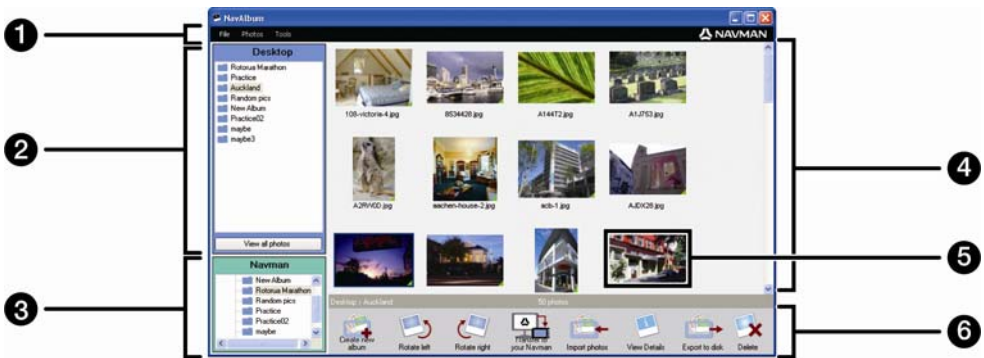 NavAlbum
File Photos Tools
NAVMAN
1
2
3
4
5
6
Desktop
Rotorua Marathon
Practice
Auckland
Random pics
New Album
Practice02
maybe
maybe3
View all photos
Navman
New Album
Rotorua Marathon
Random pics
Practice
Practice02
maybe
108-victoria-4.jpg
8534428.jpg
A144T2.jpg
A1J753.jpg
A2RW0D.jpg
aachen-house-2.jpg
acb-1.jpg
AJDX26.jpg
Desktop > Auckland
50 photos
Create new album
Rotate left
Rotate right
Transfer to your Navman
Import photos
View Details
Export to disk
Delete